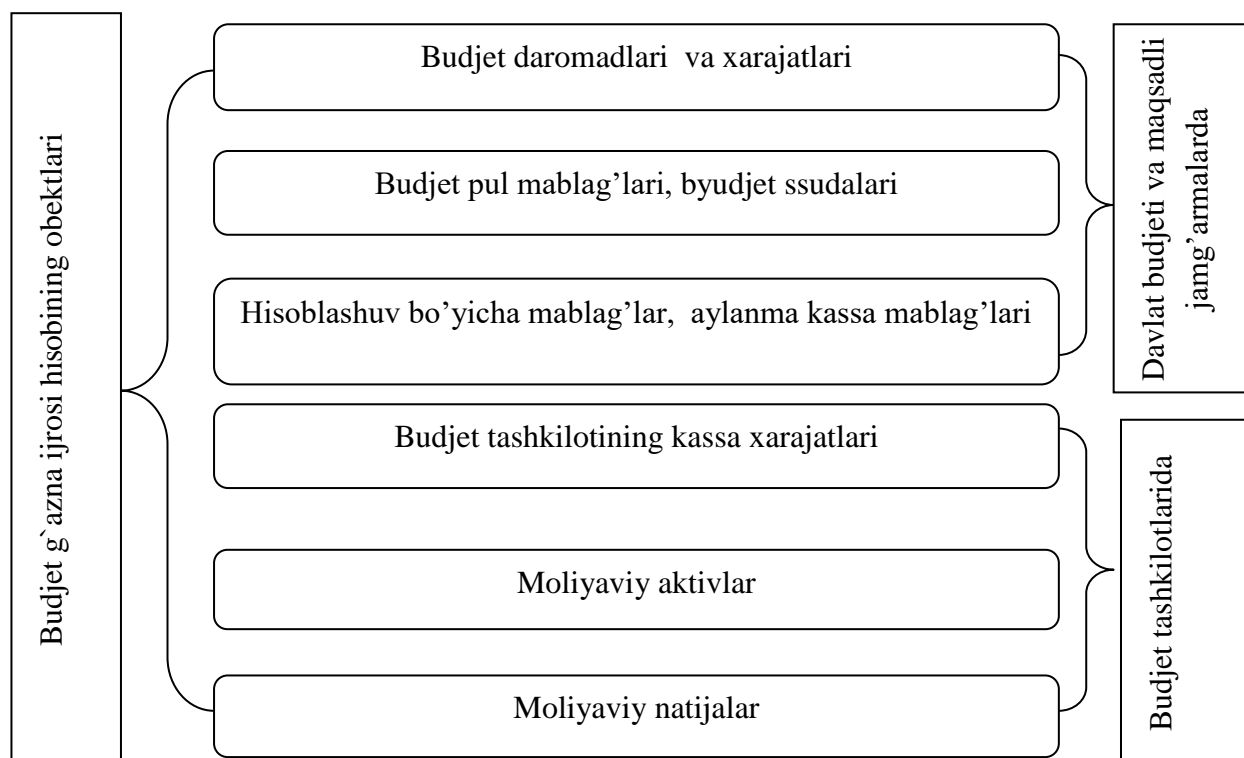 Budjet g`azna ijrosi hisobining obektlari
Budjet daromadlari va xarajatlari
Budjet pul mablag’lari, byudjet ssudalari
Hisoblashuv bo’yicha mablag’lar, aylanma kassa mablag’lari
Budjet tashkilotining kassa xarajatlari
Moliyaviy aktivlar
Moliyaviy natijalar
Davlat budjeti va maqsadli
jamg’armalarda
Budjet tashkilotlarida